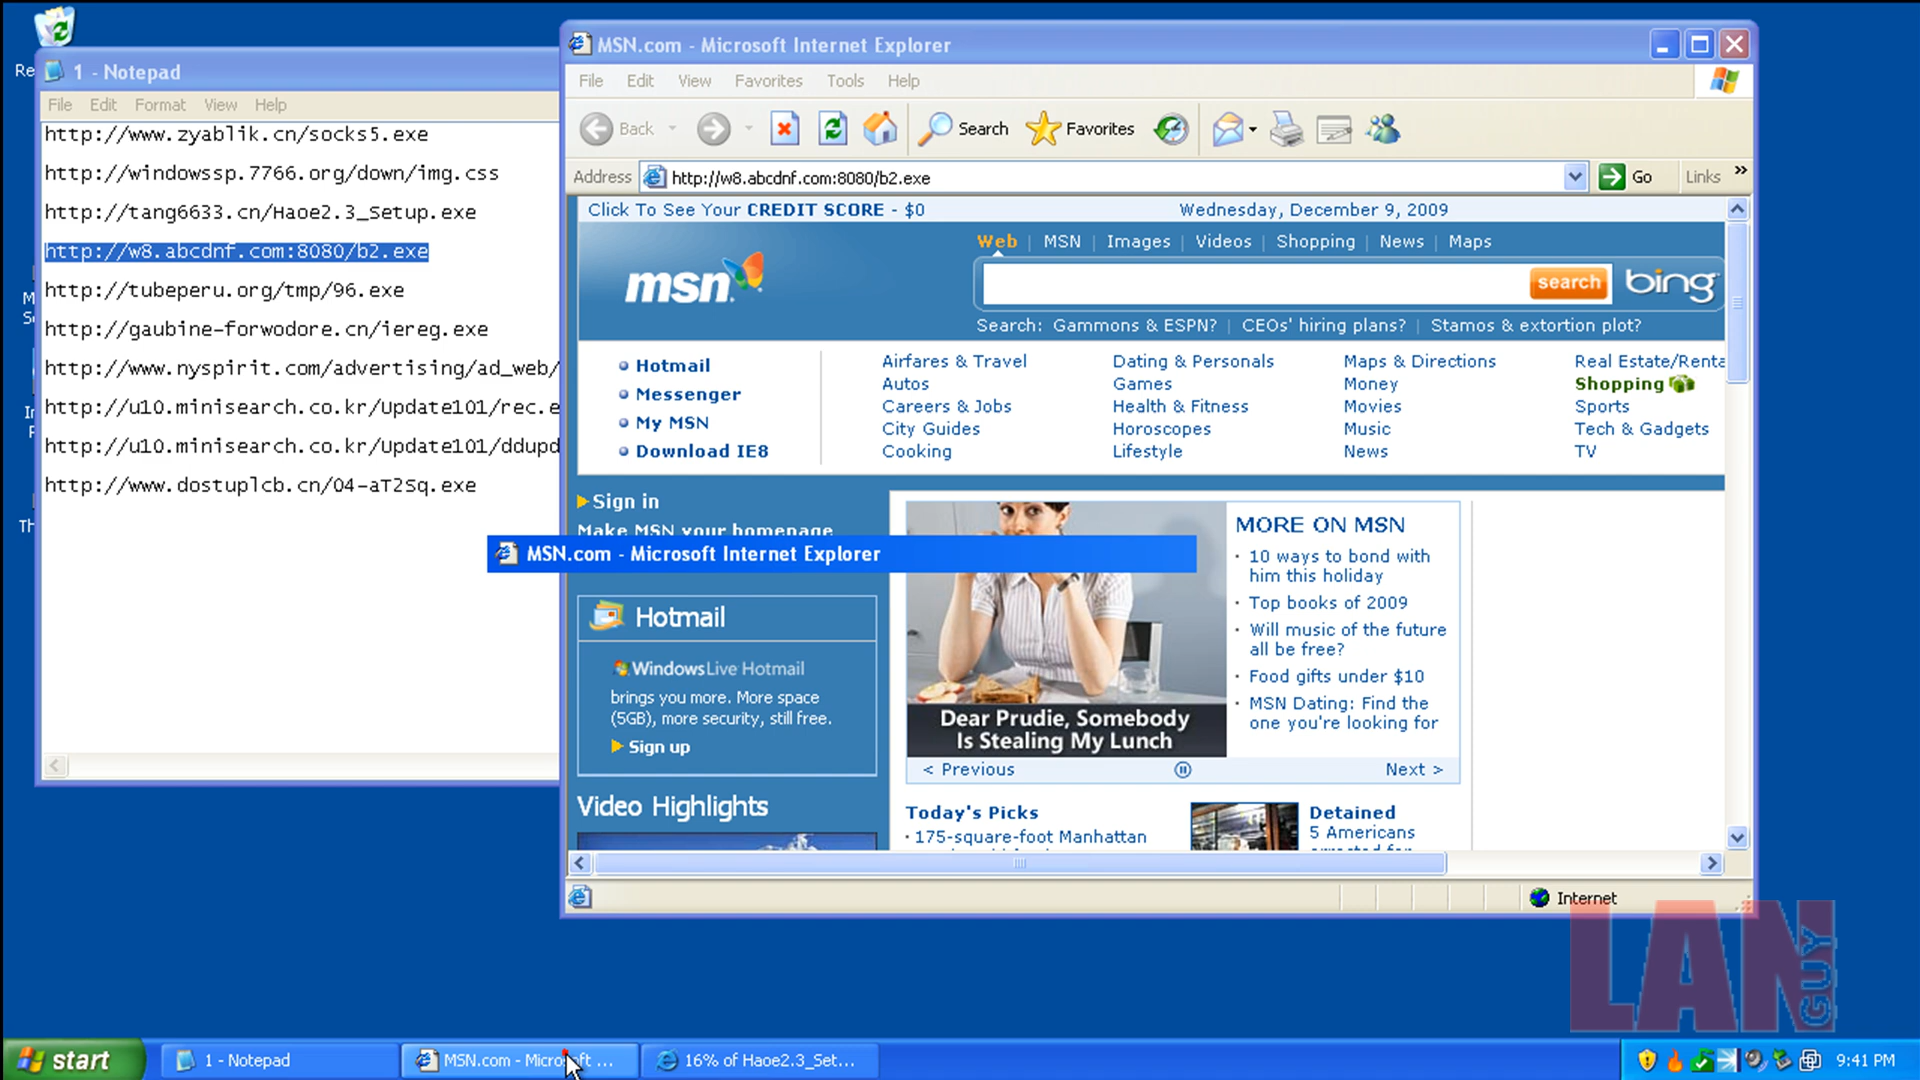 Re
1 - Notepad
File Edit Format View Help
http://www.zyablik.cn/socks5.exe
http://windowssp.7766.org/down/img.css
http://tang6633.cn/Haoe2.3_Setup.exe
http://w8.abcdnf.com:8080/b2.exe
http://tubeperu.org/tmp/96.exe
http://gaubine-forwodore.cn/iereg.exe
http://www.nyspirit.com/advertising/ad_web/
http://u10.minisearch.co.kr/Update101/rec.e
http://u10.minisearch.co.kr/Update101/ddupd
http://www.dostuplcb.cn/04-aT2Sq.exe
MSN.com - Microsoft Internet Explorer
File Edit View Favorites Tools Help
Back Search Favorites
Address http://w8.abcdnf.com:8080/b2.exe Go Links »
Click To See Your CREDIT SCORE - $0 Wednesday, December 9, 2009
Web | MSN | Images | Videos | Shopping | News | Maps
msn. search bing
Search: Gammons & ESPN? | CEOs' hiring plans? | Stamos & extortion plot?
Hotmail
Messenger
My MSN
Download IE8
Airfares & Travel
Autos
Careers & Jobs
City Guides
Cooking
Dating & Personals
Games
Health & Fitness
Horoscopes
Lifestyle
Maps & Directions
Money
Movies
Music
News
Real Estate/Renta
Shopping
Sports
Tech & Gadgets
TV
Sign in
Make MSN your homepage
MSN.com - Microsoft Internet Explorer
Hotmail
WindowsLive Hotmail
brings you more. More space
(5GB), more security, still free.
Sign up
Video Highlights
Dear Prudie, Somebody
Is Stealing My Lunch
MORE ON MSN
· 10 ways to bond with
him this holiday
· Top books of 2009
· Will music of the future
all be free?
· Food gifts under $10
· MSN Dating: Find the
one you're looking for
< Previous Next >
Today's Picks
· 175-square-foot Manhattan
Detained
5 Americans
arrested for
Internet
LAN GUY
start 1 - Notepad MSN.com - Microsoft ... 16% of Haoe2.3_Set... 9:41 PM